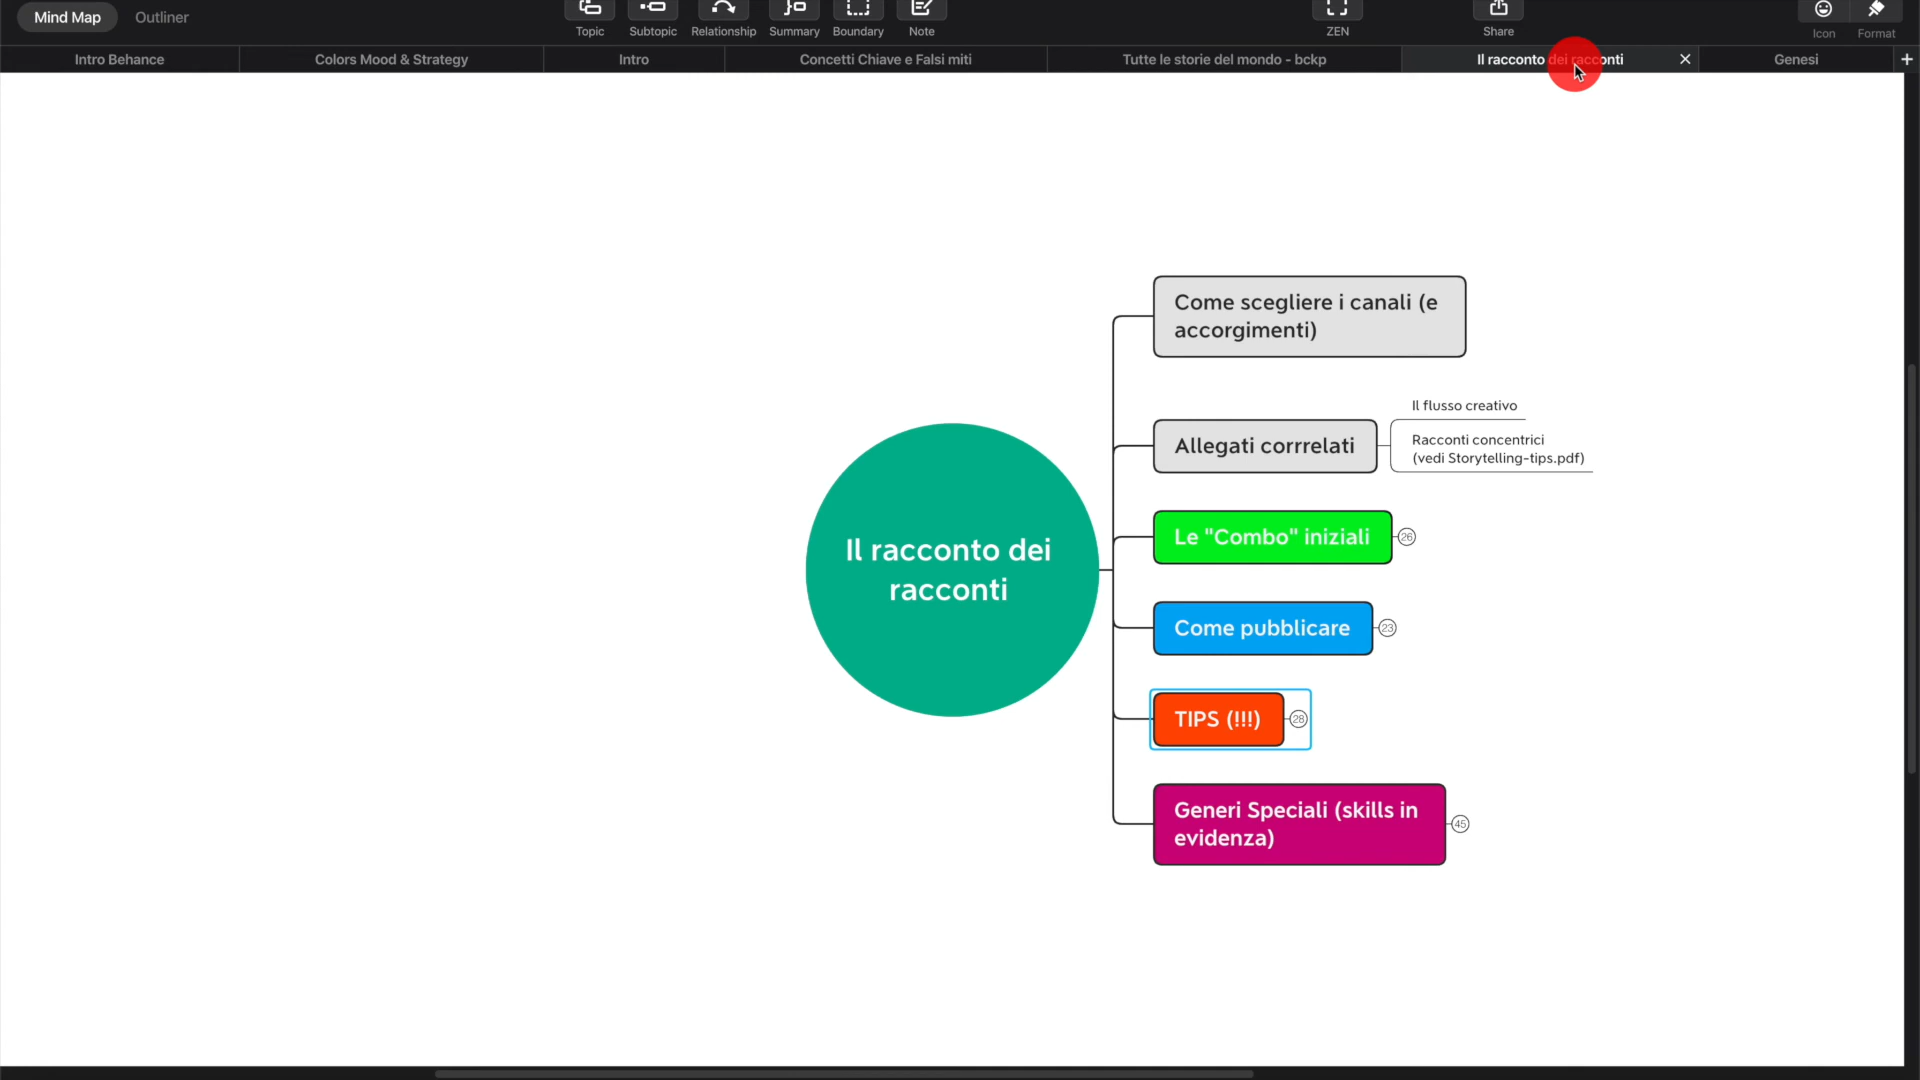 Mind Map
Outliner
Topic
Subtopic
Relationship
Summary
Boundary
Note
ZEN
Share
Icon
Format
Intro Behance
Colors Mood & Strategy
Intro
Concetti Chiave e Falsi miti
Tutte le storie del mondo - bckp
Il racconto dei racconti
Genesi
Come scegliere i canali (e
accorgimenti)
Il flusso creativo
Allegati corrrelati
Racconti concentrici
(vedi Storytelling-tips.pdf)
Le "Combo" iniziali
26
Il racconto dei
racconti
Come pubblicare
23
TIPS (!!!)
28
Generi Speciali (skills in
evidenza)
45